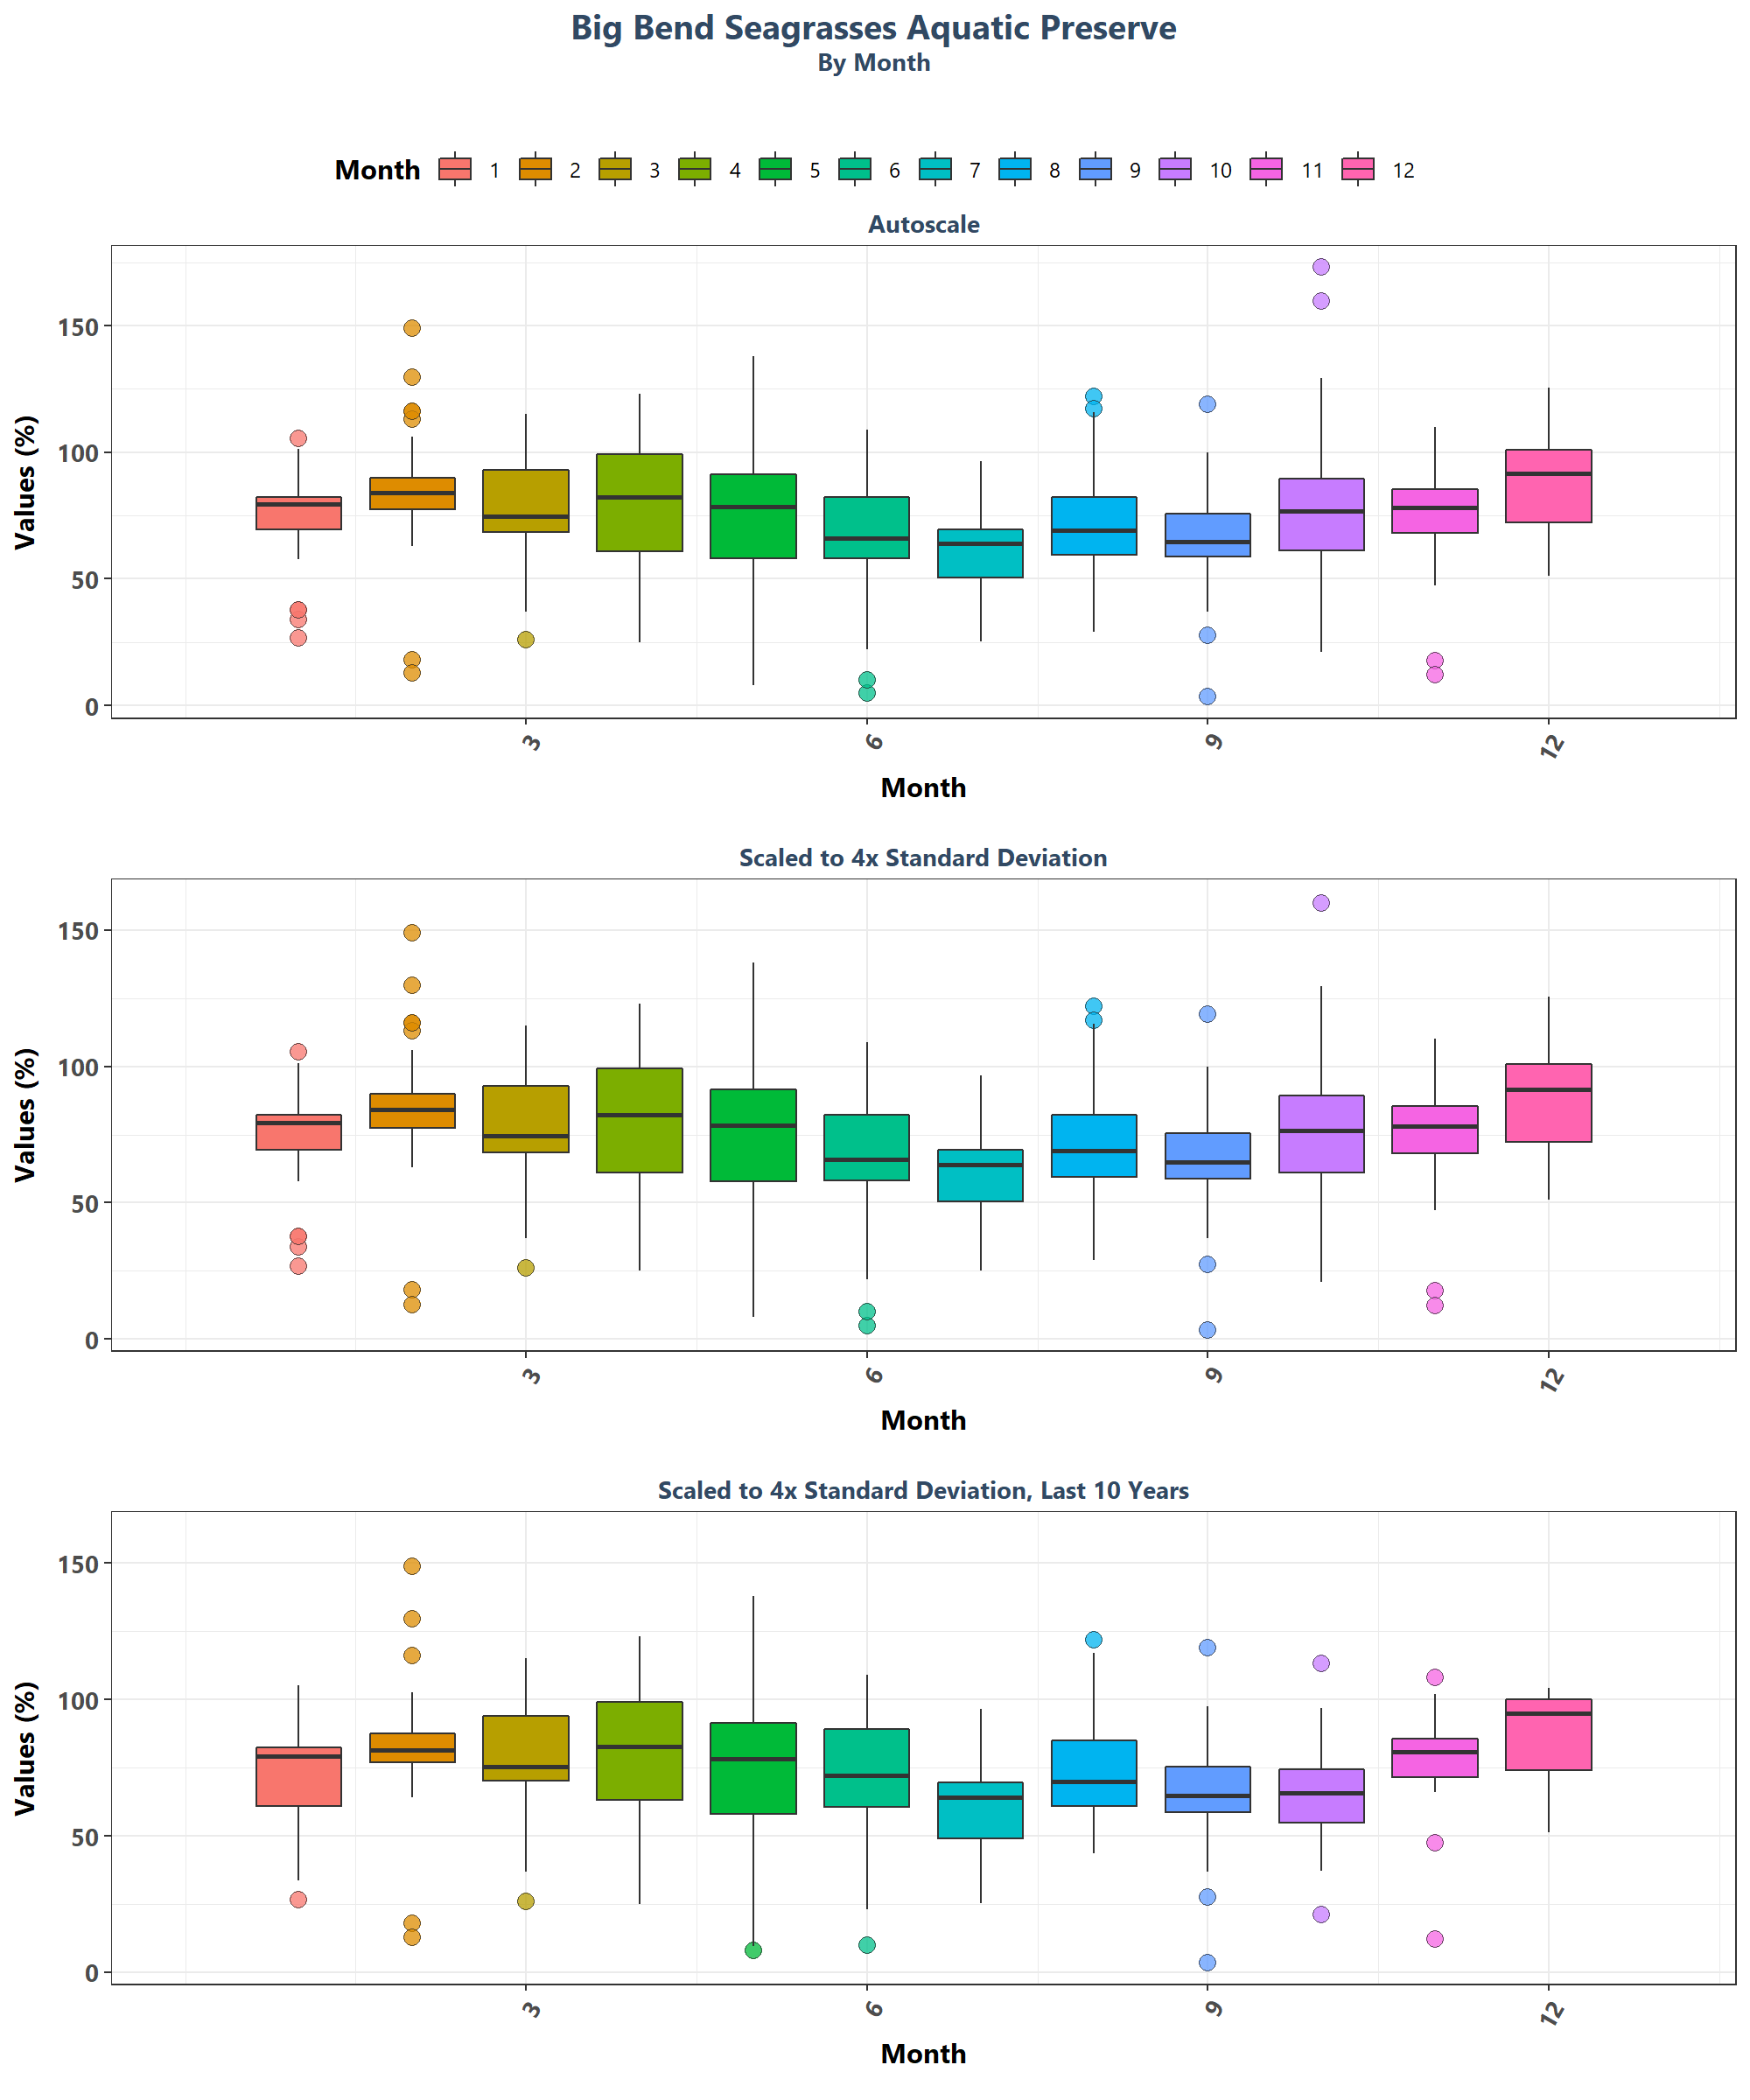 Big Bend Seagrasses Aquatic Preserve
By Month
Month 1 2 3 4 5 6 7 8 9 10 11 12
Autoscale
Values (%)
150
100
50
0
3 6 9 12
Month
Scaled to 4x Standard Deviation
Values (%)
150
100
50
0
3 6 9 12
Month
Scaled to 4x Standard Deviation, Last 10 Years
Values (%)
150
100
50
0
3 6 9 12
Month